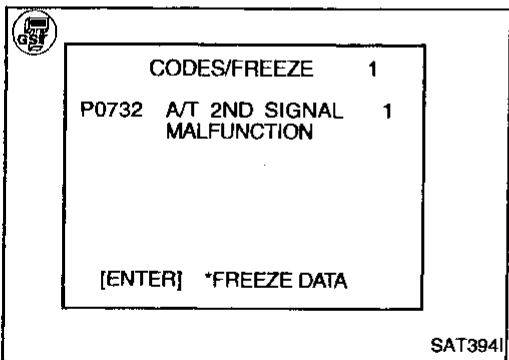 GST
CODES/FREEZE 1
P0732 A/T 2ND SIGNAL 1
MALFUNCTION
[ENTER] *FREEZE DATA
SAT394I